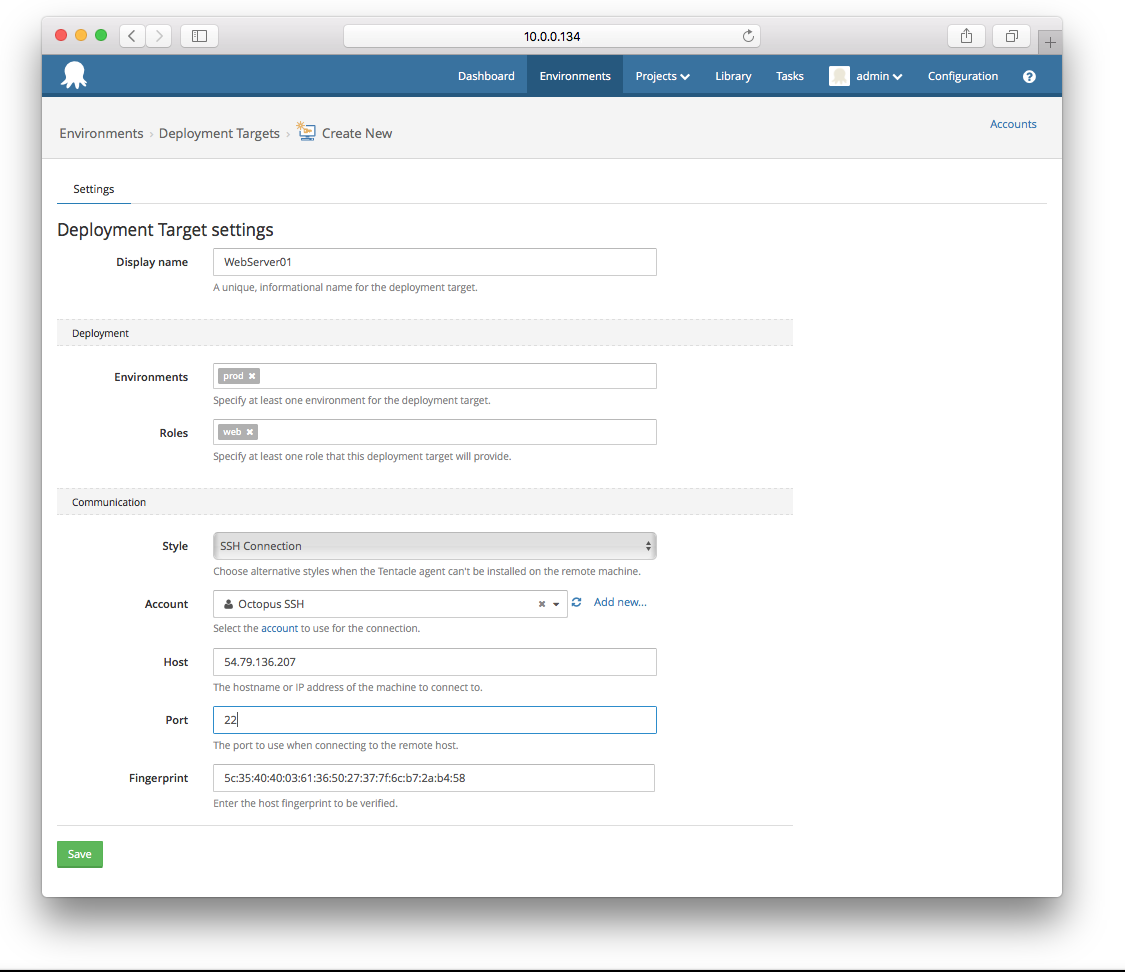 10.0.0.134
Dashboard Environments Projects Library Tasks admin Configuration ?
Environments › Deployment Targets › Create New
Accounts
Settings
Deployment Target settings
Display name WebServer01
A unique, informational name for the deployment target.
Deployment
Environments prod
Specify at least one environment for the deployment target.
Roles web
Specify at least one role that this deployment target will provide.
Communication
Style SSH Connection
Choose alternative styles when the Tentacle agent can't be installed on the remote machine.
Account Octopus SSH Add new...
Select the account to use for the connection.
Host 54.79.136.207
The hostname or IP address of the machine to connect to.
Port 22
The port to use when connecting to the remote host.
Fingerprint 5c:35:40:40:03:61:36:50:27:37:7f:6c:b7:2a:b4:58
Enter the host fingerprint to be verified.
Save